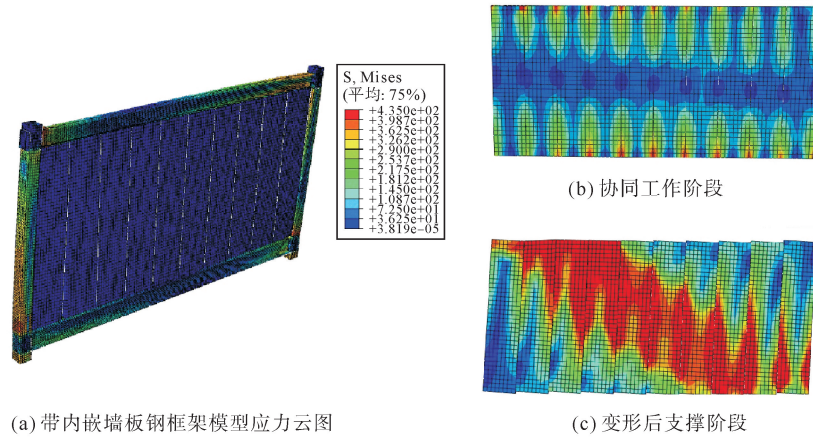 S, Mises
(平均: 75%)
+4.350e+02
+3.987e+02
+3.625e+02
+3.262e+02
+2.900e+02
+2.537e+02
+2.175e+02
+1.812e+02
+1.450e+02
+1.087e+02
+7.250e+01
+3.625e+01
+3.819e−05
(b) 协同工作阶段
(a) 带内嵌墙板钢框架模型应力云图
(c) 变形后支撑阶段